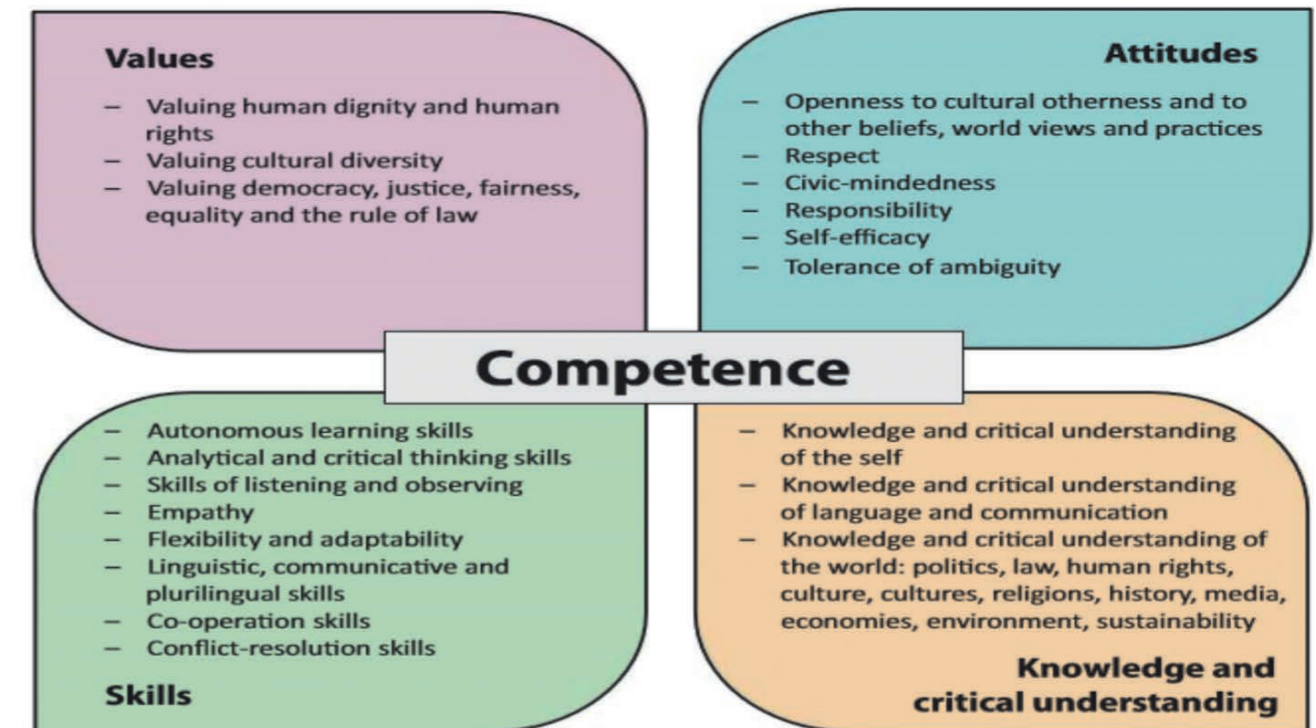 Values
– Valuing human dignity and human
rights
– Valuing cultural diversity
– Valuing democracy, justice, fairness,
equality and the rule of law
Attitudes
– Openness to cultural otherness and to
other beliefs, world views and practices
– Respect
– Civic-mindedness
– Responsibility
– Self-efficacy
– Tolerance of ambiguity
Competence
– Autonomous learning skills
– Analytical and critical thinking skills
– Skills of listening and observing
– Empathy
– Flexibility and adaptability
– Linguistic, communicative and
plurilingual skills
– Co-operation skills
– Conflict-resolution skills
Skills
– Knowledge and critical understanding
of the self
– Knowledge and critical understanding
of language and communication
– Knowledge and critical understanding of
the world: politics, law, human rights,
culture, cultures, religions, history, media,
economies, environment, sustainability
Knowledge and
critical understanding